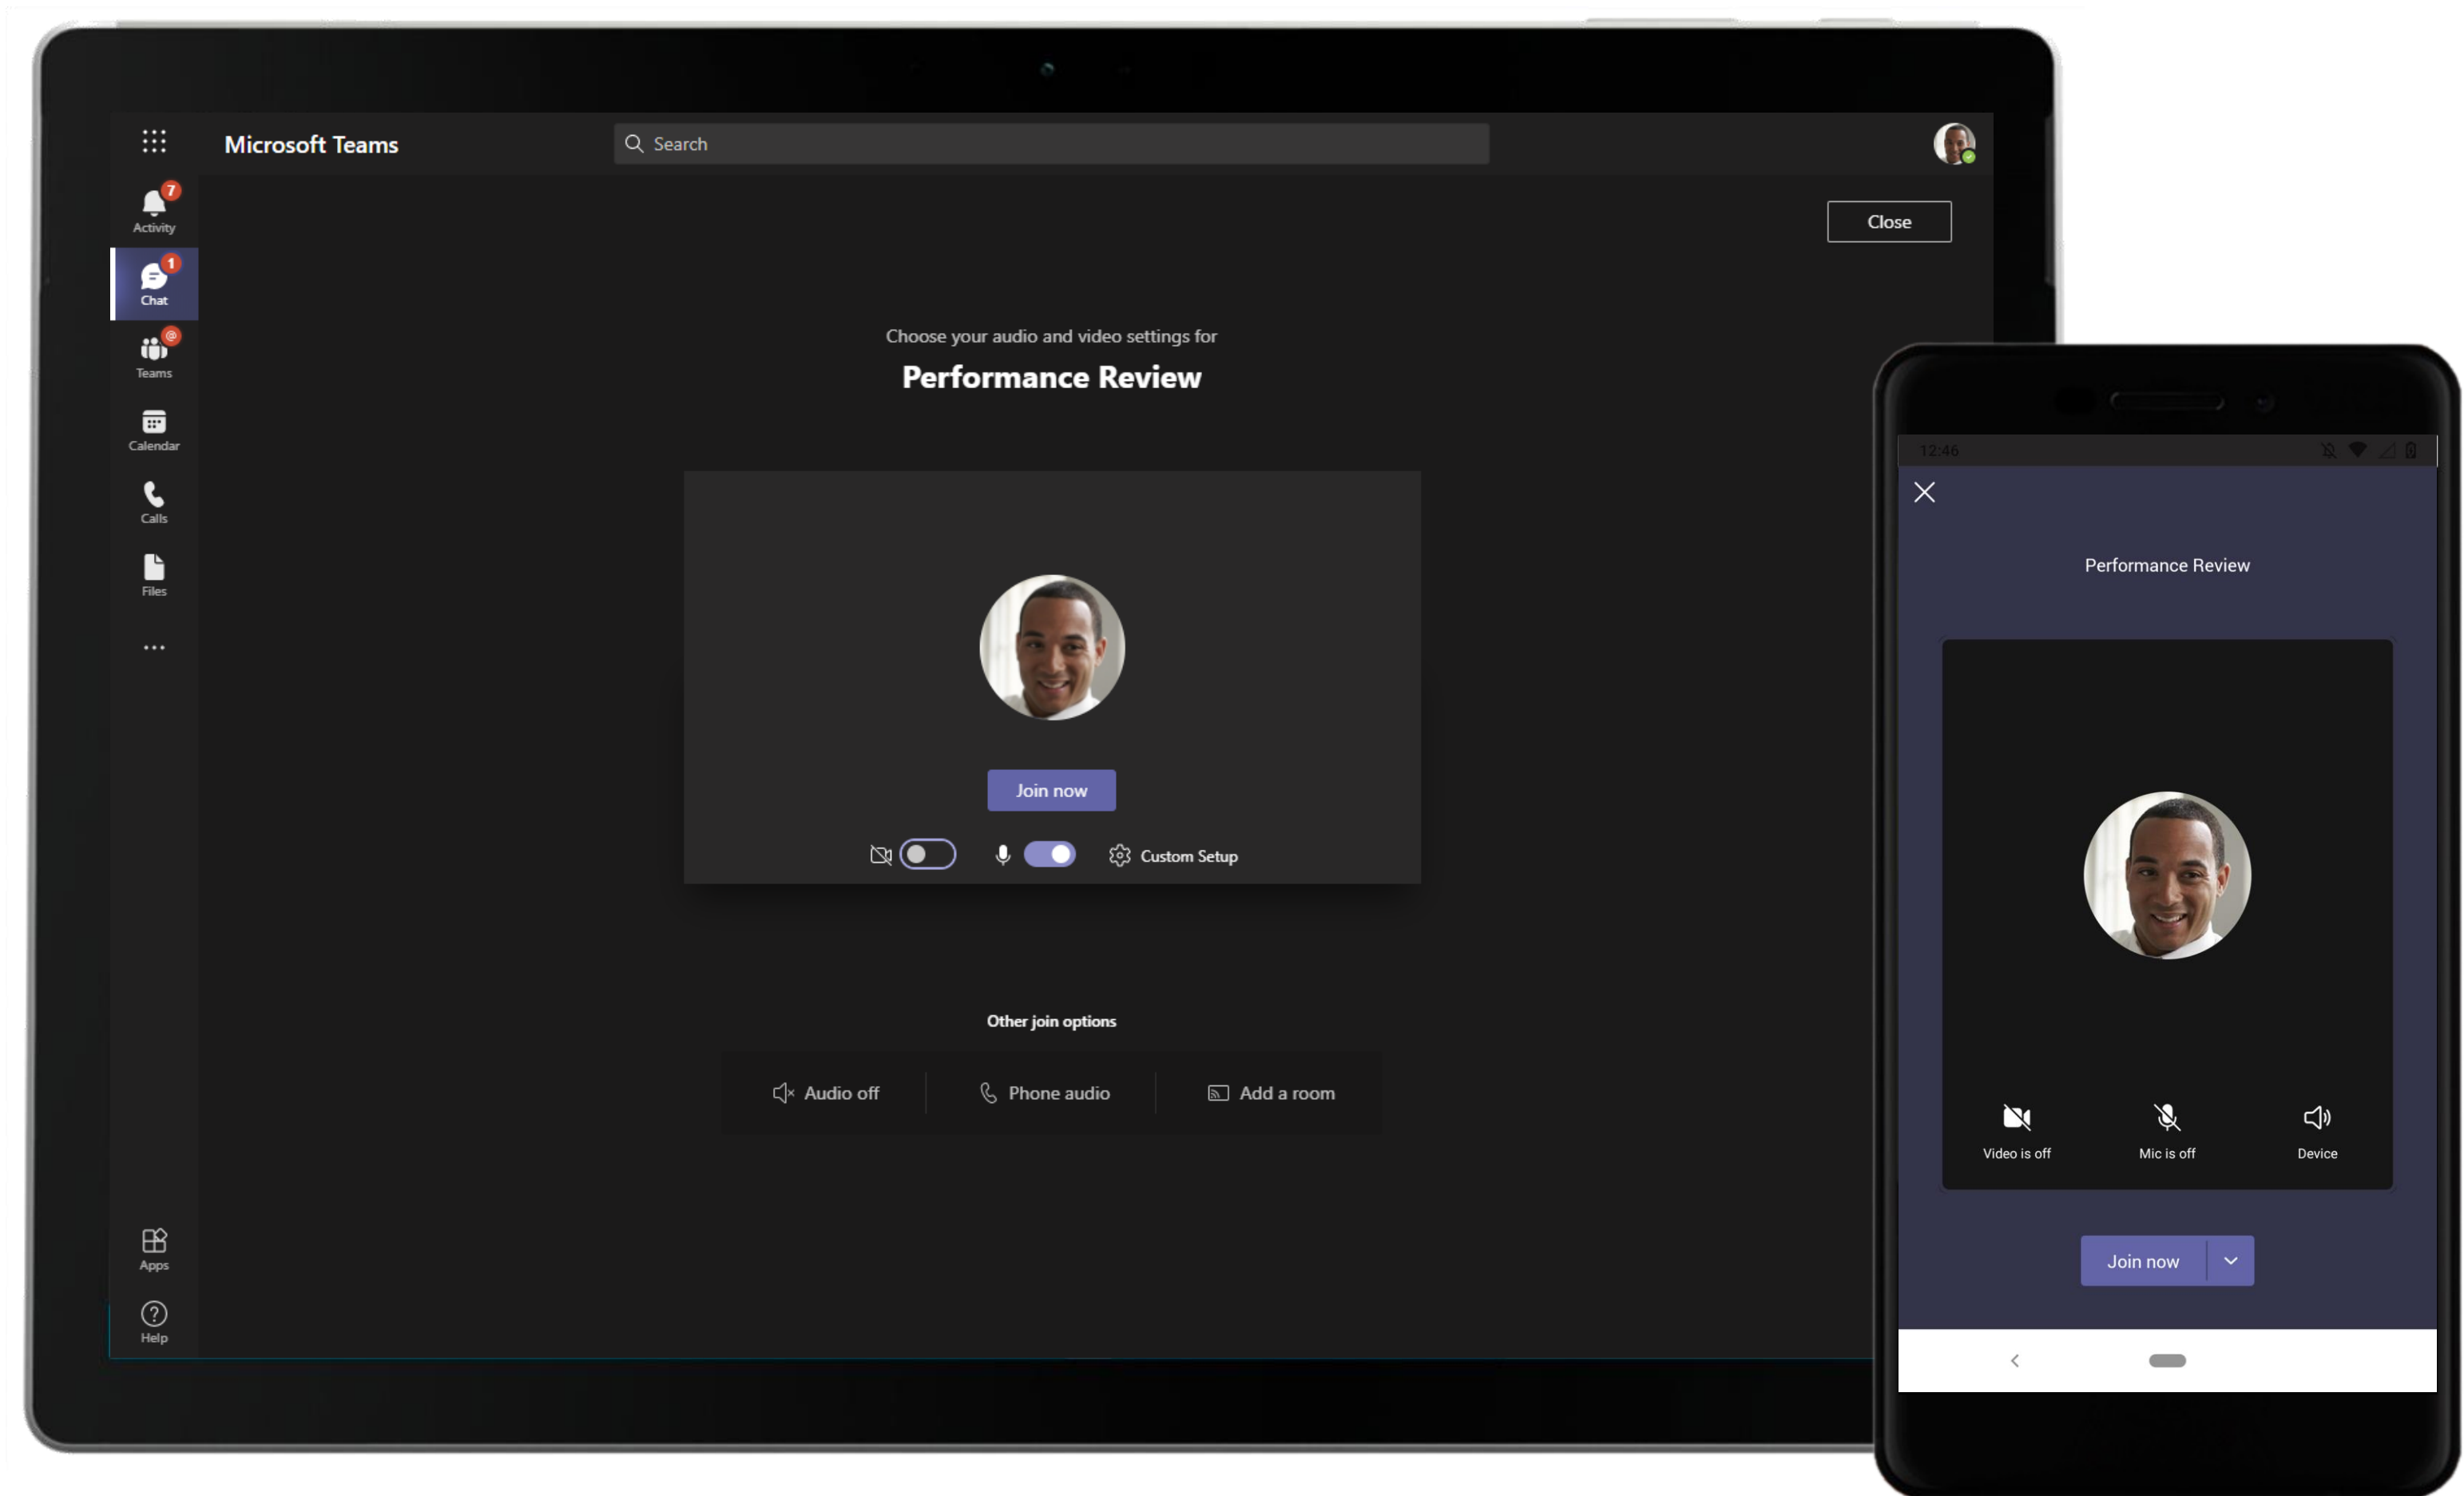 Microsoft Teams
Search
7
Activity
Close
1
Chat
@
Teams
Calendar
Calls
Files
Choose your audio and video settings for
Performance Review
Join now
Custom Setup
Other join options
Audio off
Phone audio
Add a room
Apps
Help
12:46
Performance Review
Video is off
Mic is off
Device
Join now